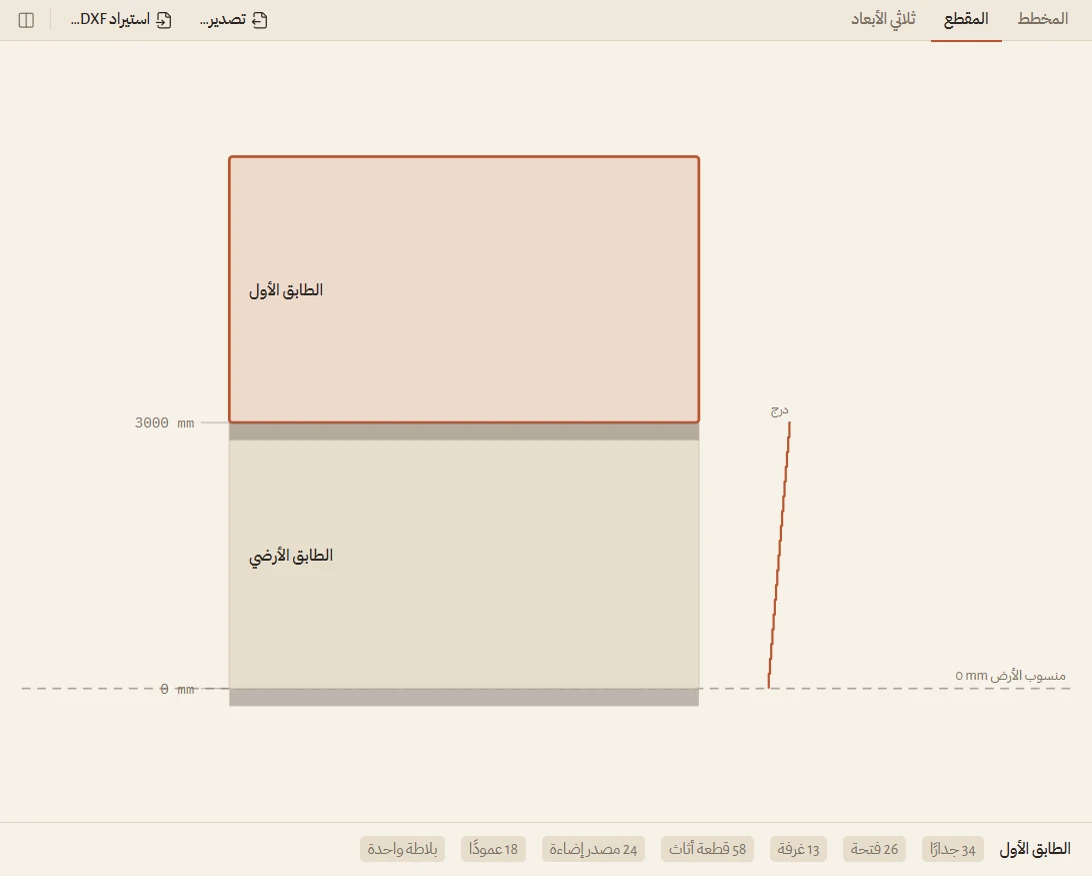 المخطط
المقطع
ثلاثي الأبعاد
تصدير...
استيراد DXF...
الطابق الأول
3000 mm
درج
الطابق الأرضي
منسوب الأرض 0 mm
0 mm
الطابق الأول
34 جدارًا
26 فتحة
13 غرفة
58 قطعة أثاث
24 مصدر إضاءة
18 عمودًا
بلاطة واحدة